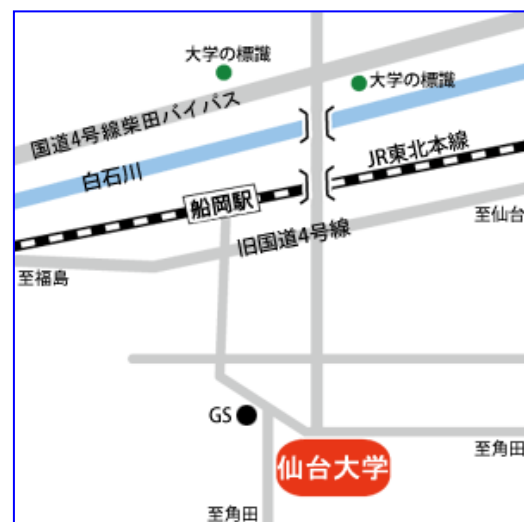 大学の標識
大学の標識
国道4号線柴田バイパス
白石川
JR東北本線
船岡駅
至仙台
旧国道4号線
至福島
GS
仙台大学
至角田
至角田